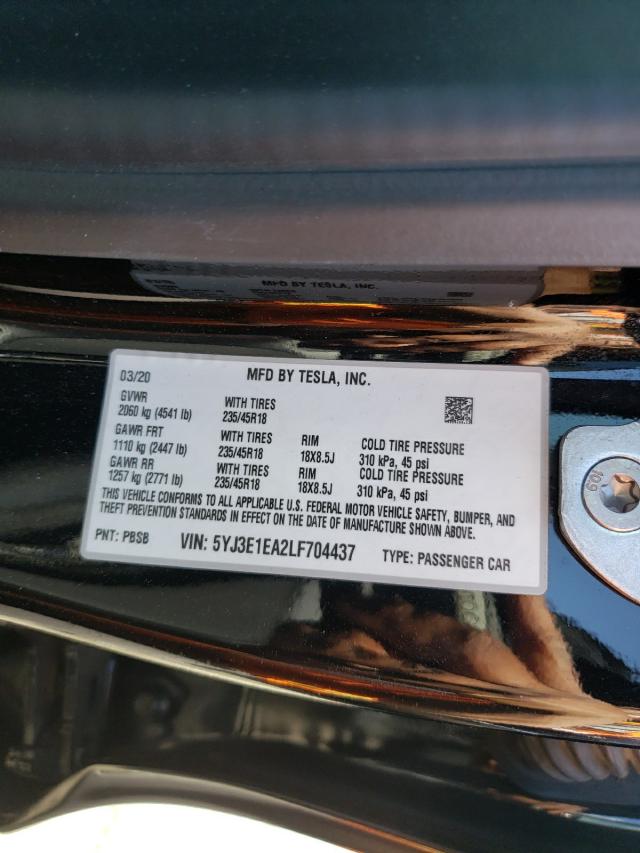 MFD BY TESLA, INC.
03/20 MFD BY TESLA, INC.
GVWR WITH TIRES
2060 kg (4541 lb) 235/45R18
GAWR FRT WITH TIRES RIM COLD TIRE PRESSURE
1110 kg (2447 lb) 235/45R18 18X8.5J 310 kPA, 45 psi
GAWR RR WITH TIRES RIM COLD TIRE PRESSURE
1257 kg (2771 lb) 235/45R18 18X8.5J 310 kPA, 45 psi
THIS VEHICLE CONFORMS TO ALL APPLICABLE U.S. FEDERAL MOTOR VEHICLE SAFETY, BUMPER, AND
THEFT PREVENTION STANDARDS IN EFFECT ON THE DATE OF MANUFACTURE SHOWN ABOVE.
PNT: PBSB VIN: 5YJ3E1EA2LF704437 TYPE: PASSENGER CAR
109